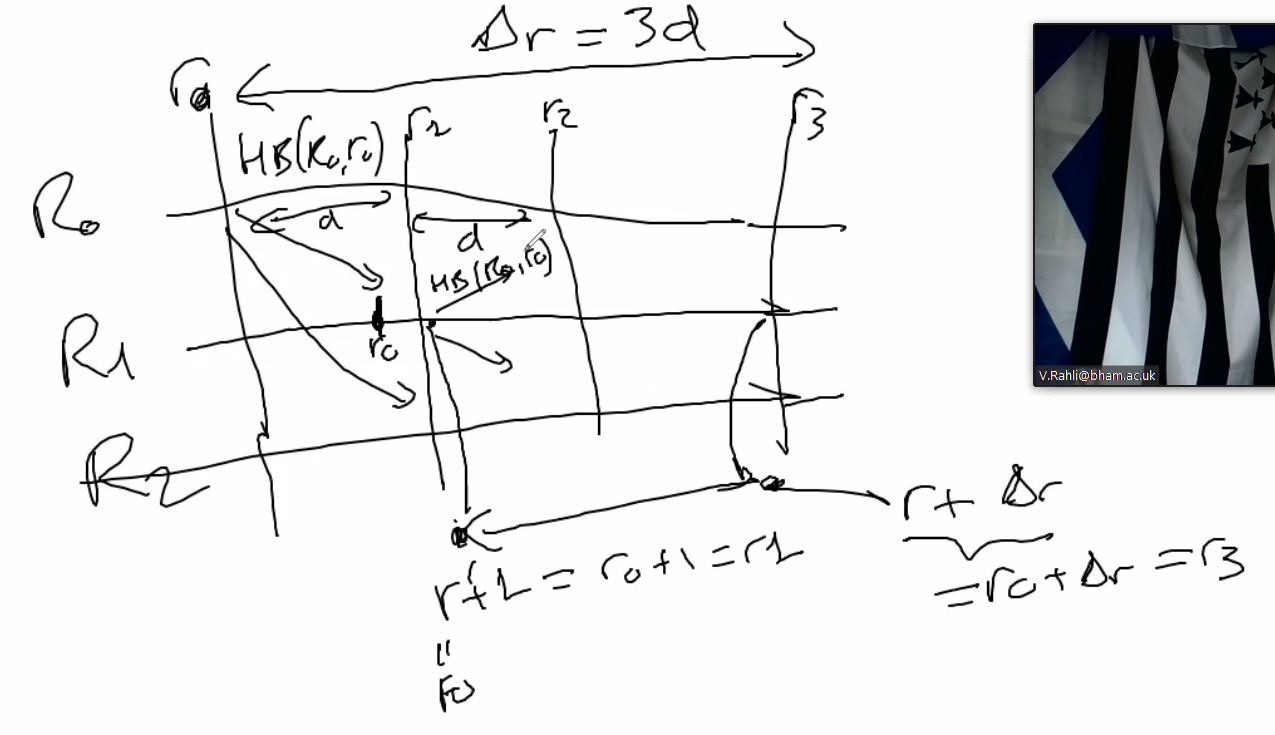 Δr = 3d
r0
r1
r2
r3
HB(R0, r0)
R0
d
d
HB(R0, r0)
R1
r0
R2
r + Δr
r'+1 = r0+1 = r1
= r0 + Δr = r3
"
r0
V.Rahli@bham.ac.uk